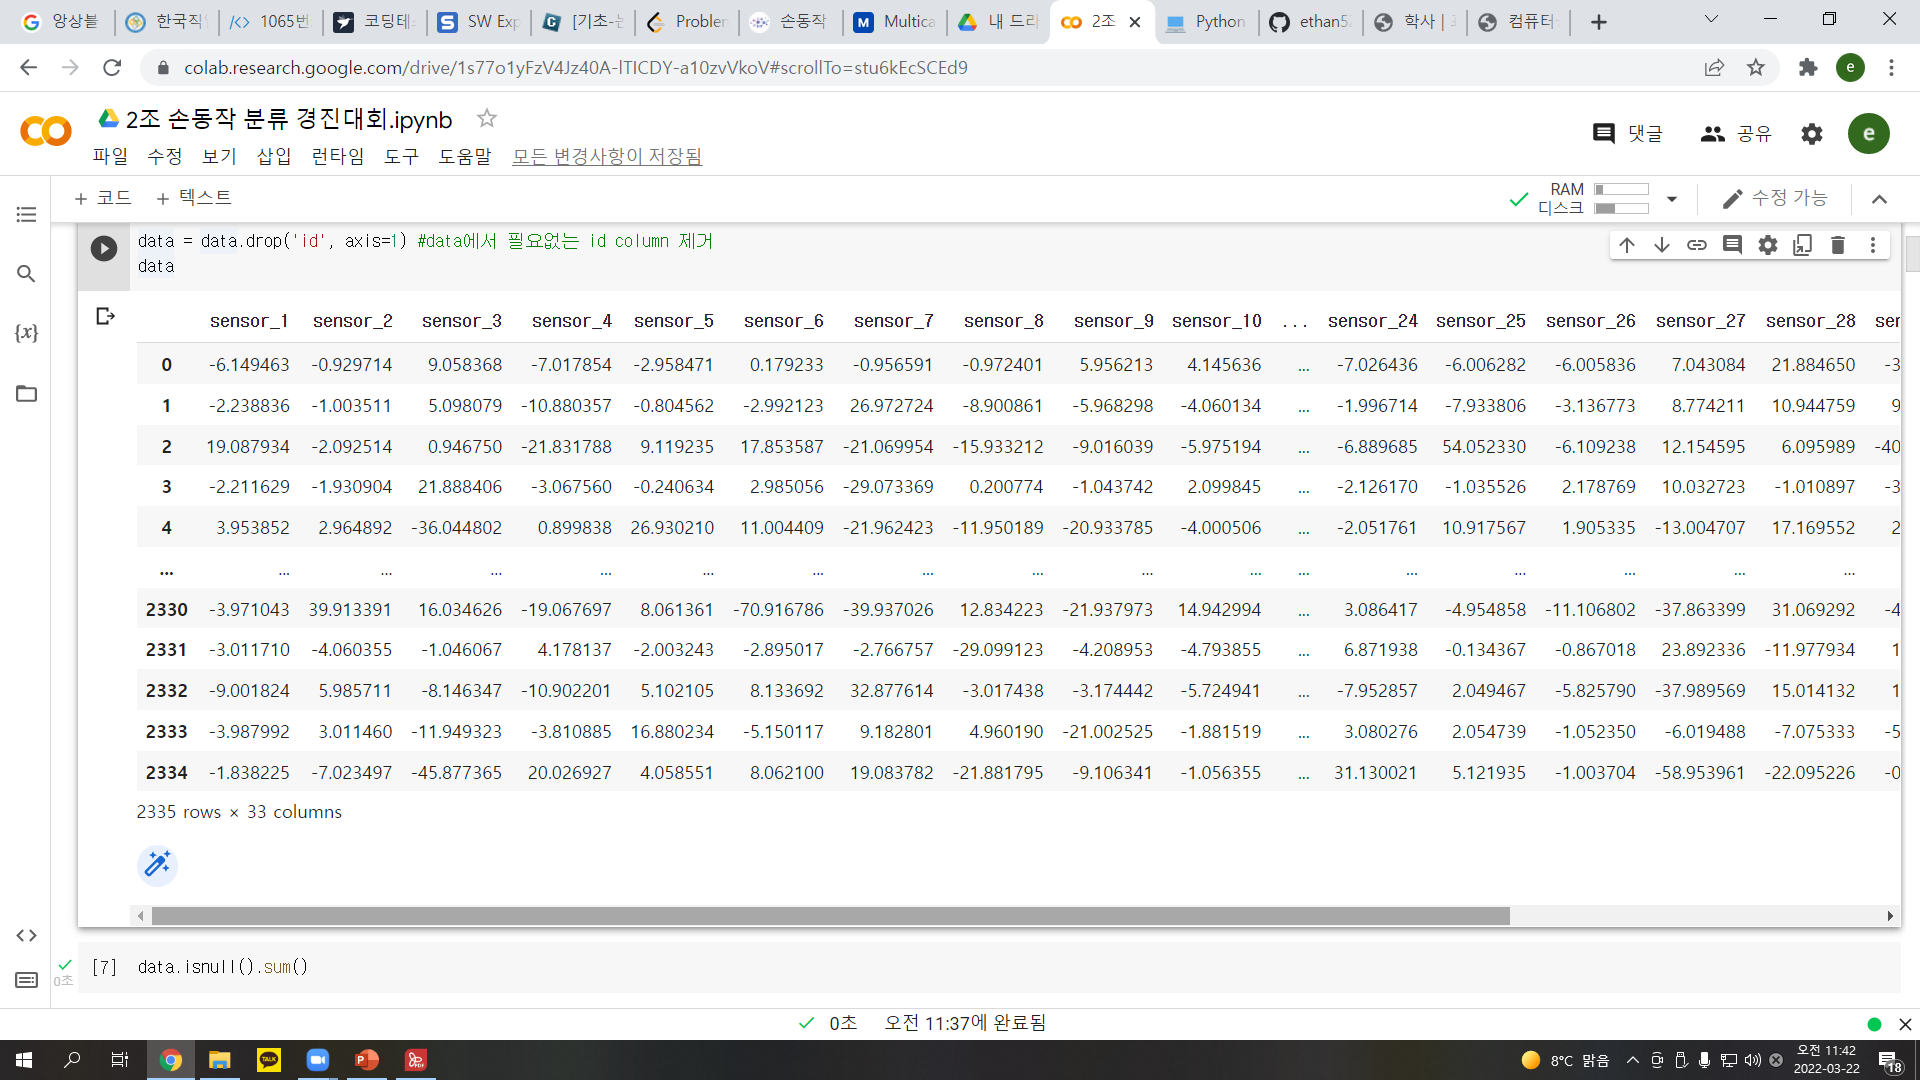 앙상블 한국직 1065번 코딩테 SW Exp [기초-논 Problem 손동작 Multica 내 드라 2조 Python ethan52 학사 | 컴퓨터
colab.research.google.com/drive/1s77o1yFzV4Jz40A-lTICDY-a10zvVkoV#scrollTo=stu6kEcSCEd9
e
2조 손동작 분류 경진대회.ipynb
댓글 공유 e
파일 수정 보기 삽입 런타임 도구 도움말 모든 변경사항이 저장됨
+ 코드 + 텍스트 RAM 디스크 수정 가능
data = data.drop('id', axis=1) #data에서 필요없는 id column 제거
data
sensor_1 sensor_2 sensor_3 sensor_4 sensor_5 sensor_6 sensor_7 sensor_8 sensor_9 sensor_10 ... sensor_24 sensor_25 sensor_26 sensor_27 sensor_28 ser
0 -6.149463 -0.929714 9.058368 -7.017854 -2.958471 0.179233 -0.956591 -0.972401 5.956213 4.145636 ... -7.026436 -6.006282 -6.005836 7.043084 21.884650 -3
1 -2.238836 -1.003511 5.098079 -10.880357 -0.804562 -2.992123 26.972724 -8.900861 -5.968298 -4.060134 ... -1.996714 -7.933806 -3.136773 8.774211 10.944759 9
2 19.087934 -2.092514 0.946750 -21.831788 9.119235 17.853587 -21.069954 -15.933212 -9.016039 -5.975194 ... -6.889685 54.052330 -6.109238 12.154595 6.095989 -40
3 -2.211629 -1.930904 21.888406 -3.067560 -0.240634 2.985056 -29.073369 0.200774 -1.043742 2.099845 ... -2.126170 -1.035526 2.178769 10.032723 -1.010897 -3
4 3.953852 2.964892 -36.044802 0.899838 26.930210 11.004409 -21.962423 -11.950189 -20.933785 -4.000506 ... -2.051761 10.917567 1.905335 -13.004707 17.169552 2
... ... ... ... ... ... ... ... ... ... ... ... ... ... ... ... ...
2330 -3.971043 39.913391 16.034626 -19.067697 8.061361 -70.916786 -39.937026 12.834223 -21.937973 14.942994 ... 3.086417 -4.954858 -11.106802 -37.863399 31.069292 -4
2331 -3.011710 -4.060355 -1.046067 4.178137 -2.003243 -2.895017 -2.766757 -29.099123 -4.208953 -4.793855 ... 6.871938 -0.134367 -0.867018 23.892336 -11.977934 1
2332 -9.001824 5.985711 -8.146347 -10.902201 5.102105 8.133692 32.877614 -3.017438 -3.174442 -5.724941 ... -7.952857 2.049467 -5.825790 -37.989569 15.014132 1
2333 -3.987992 3.011460 -11.949323 -3.810885 16.880234 -5.150117 9.182801 4.960190 -21.002525 -1.881519 ... 3.080276 2.054739 -1.052350 -6.019488 -7.075333 -5
2334 -1.838225 -7.023497 -45.877365 20.026927 4.058551 8.062100 19.083782 -21.881795 -9.106341 -1.056355 ... 31.130021 5.121935 -1.003704 -58.953961 -22.095226 -0
2335 rows × 33 columns
[7] data.isnull().sum()
0초
0초 오전 11:37에 완료됨
8°C 맑음 오전 11:42
2022-03-22
18